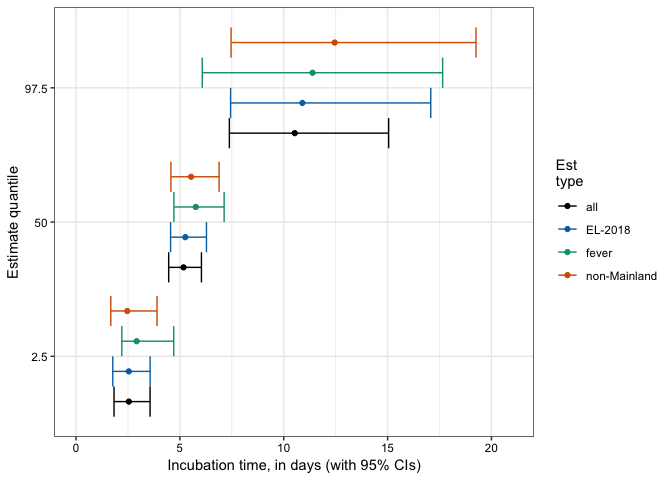 97.5
50
2.5
Estimate quantile
0 5 10 15 20
Incubation time, in days (with 95% CIs)
Est
type
all
EL-2018
fever
non-Mainland